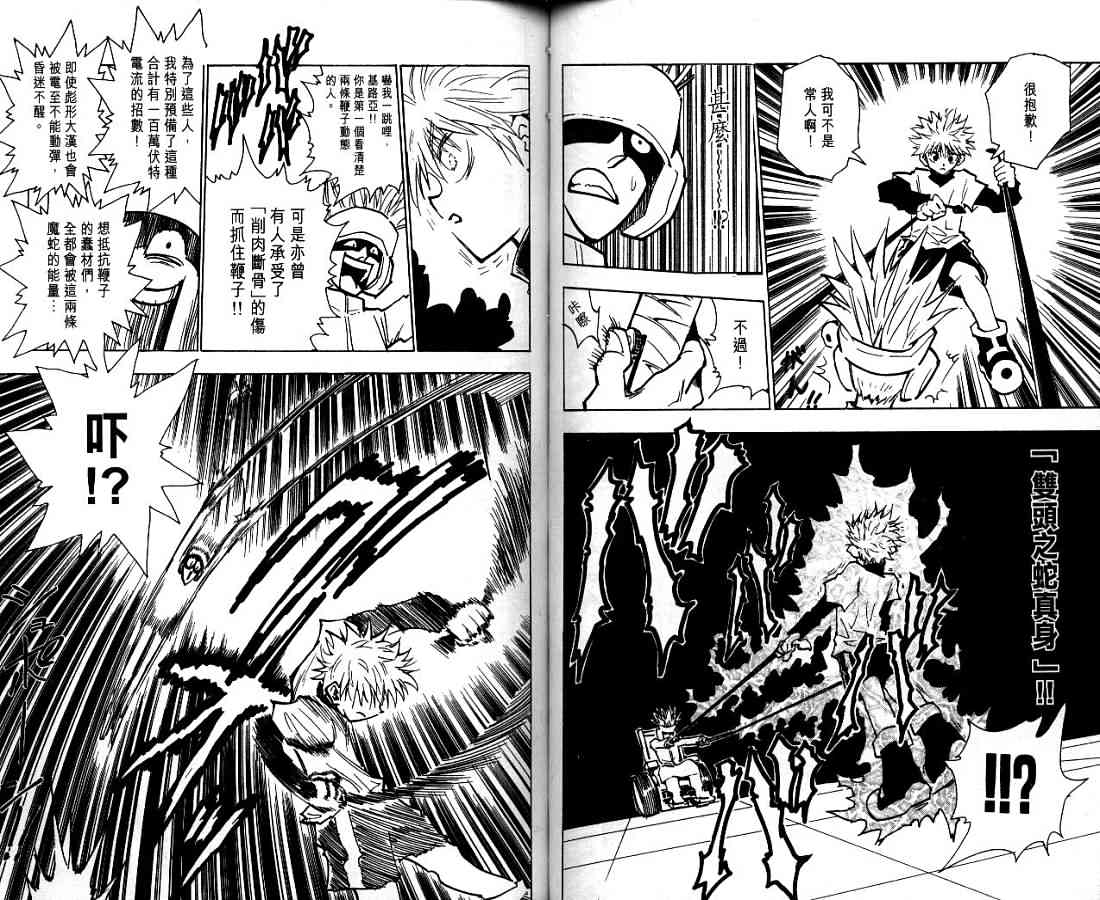 很抱歉！
我可不是
常人啊！
甚麼……!!?
不過！
咔嚓
「雙頭之蛇真身」!!
!!?
嚇我一跳哩，
基路亞!!
你是第一個看清楚
兩條鞭子動態
的人。
可是亦曾
有人承受了
「削肉斷骨」的傷
而抓住鞭子!!
為了這些人，
我特別預備了這種
合計有一百萬伏特
電流的招數！
即使彪形大漢也會
被電至不能動彈，
昏迷不醒。
想抵抗鞭子
的蠢材們，
全都會被這兩條
魔蛇的能量…
吓!?